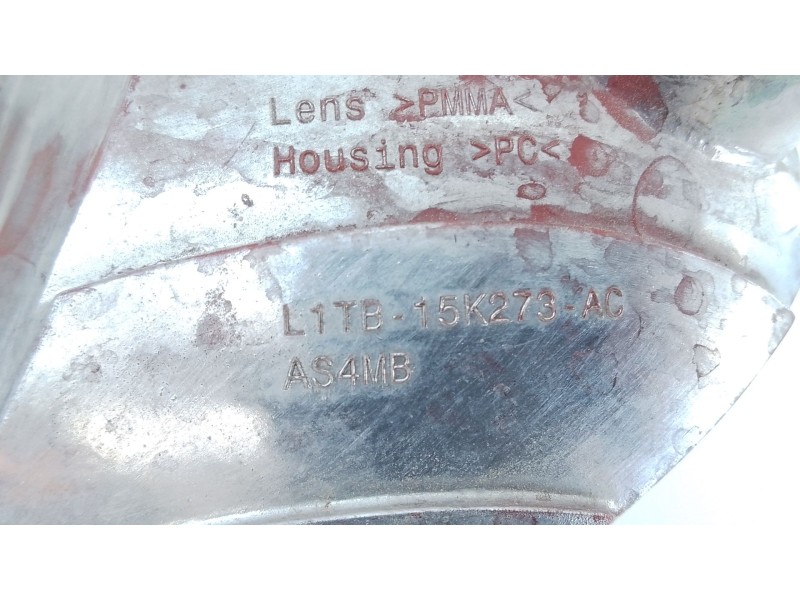 Lens >PMMA<
Housing >PC<
L1TB-15K273-AC
AS4MB